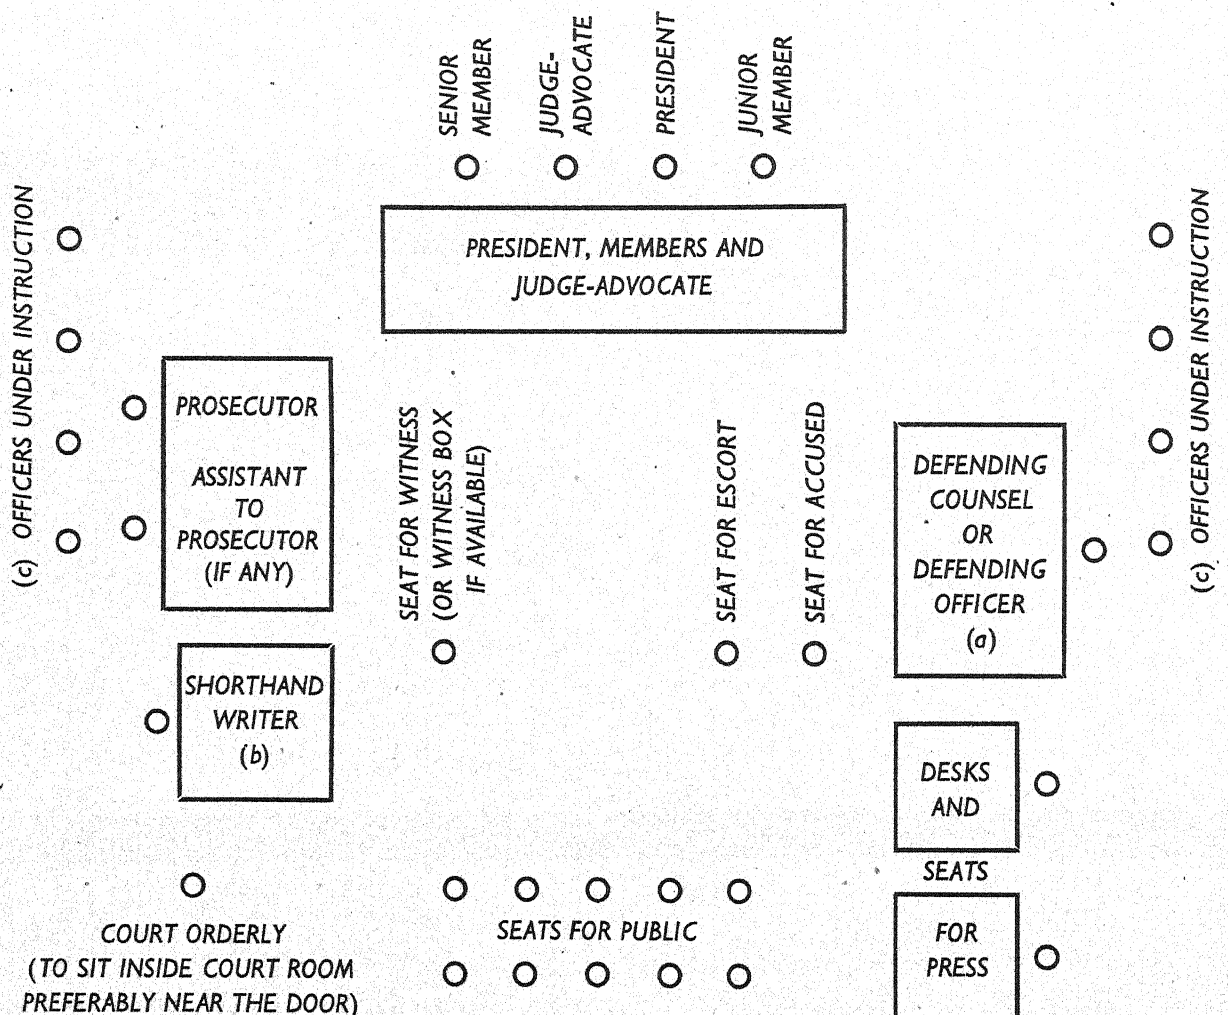 SENIOR
MEMBER
JUDGE-
ADVOCATE
PRESIDENT
JUNIOR
MEMBER
PRESIDENT, MEMBERS AND
JUDGE-ADVOCATE
(c) OFFICERS UNDER INSTRUCTION
PROSECUTOR
ASSISTANT
TO
PROSECUTOR
(IF ANY)
SEAT FOR WITNESS
(OR WITNESS BOX
IF AVAILABLE)
SEAT FOR ESCORT
SEAT FOR ACCUSED
DEFENDING
COUNSEL
OR
DEFENDING
OFFICER
(a)
(c) OFFICERS UNDER INSTRUCTION
SHORTHAND
WRITER
(b)
DESKS
AND
SEATS
FOR
PRESS
COURT ORDERLY
(TO SIT INSIDE COURT ROOM
PREFERABLY NEAR THE DOOR)
SEATS FOR PUBLIC